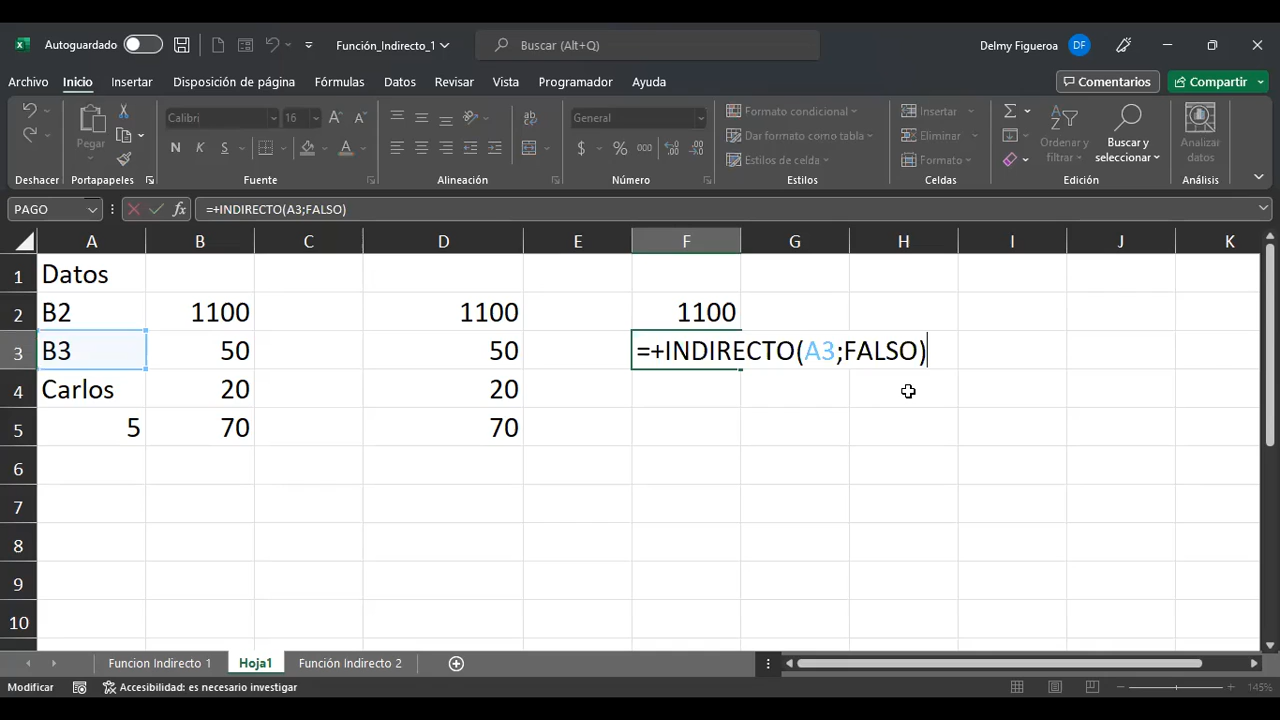 Autoguardado
Función_Indirecto_1
Buscar (Alt+Q)
Delmy Figueroa
DF
Archivo Inicio Insertar Disposición de página Fórmulas Datos Revisar Vista Programador Ayuda
Comentarios
Compartir
Pegar
Calibri 16
N K S
General
$ % 000
Formato condicional
Dar formato como tabla
Estilos de celda
Insertar
Eliminar
Formato
Ordenar y filtrar
Buscar y seleccionar
Analizar datos
Deshacer Portapapeles Fuente Alineación Número Estilos Celdas Edición Análisis
PAGO fx =+INDIRECTO(A3;FALSO)
A B C D E F G H I J K
1 Datos
2 B2 1100 1100 1100
3 B3 50 50 =+INDIRECTO(A3;FALSO)
4 Carlos 20 20
5 5 70 70
6
7
8
9
10
Funcion Indirecto 1 Hoja1 Función Indirecto 2
Modificar Accesibilidad: es necesario investigar 145%